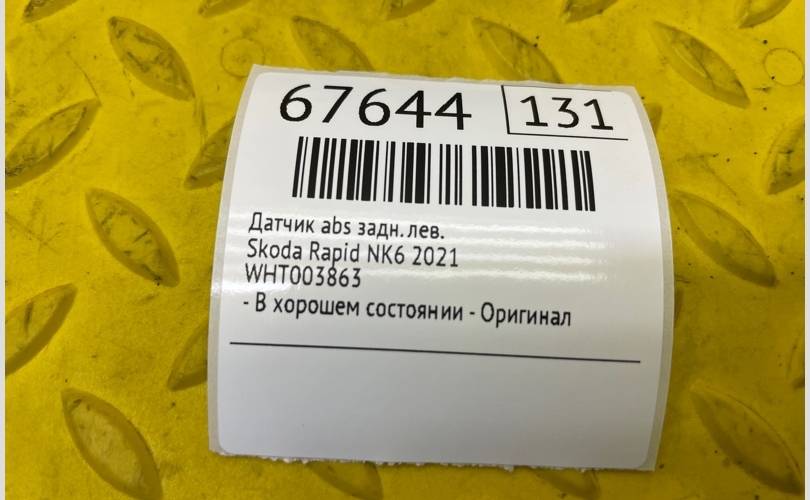 67644 131
Датчик abs задн. лев.
Skoda Rapid NK6 2021
WHT003863
- В хорошем состоянии - Оригинал